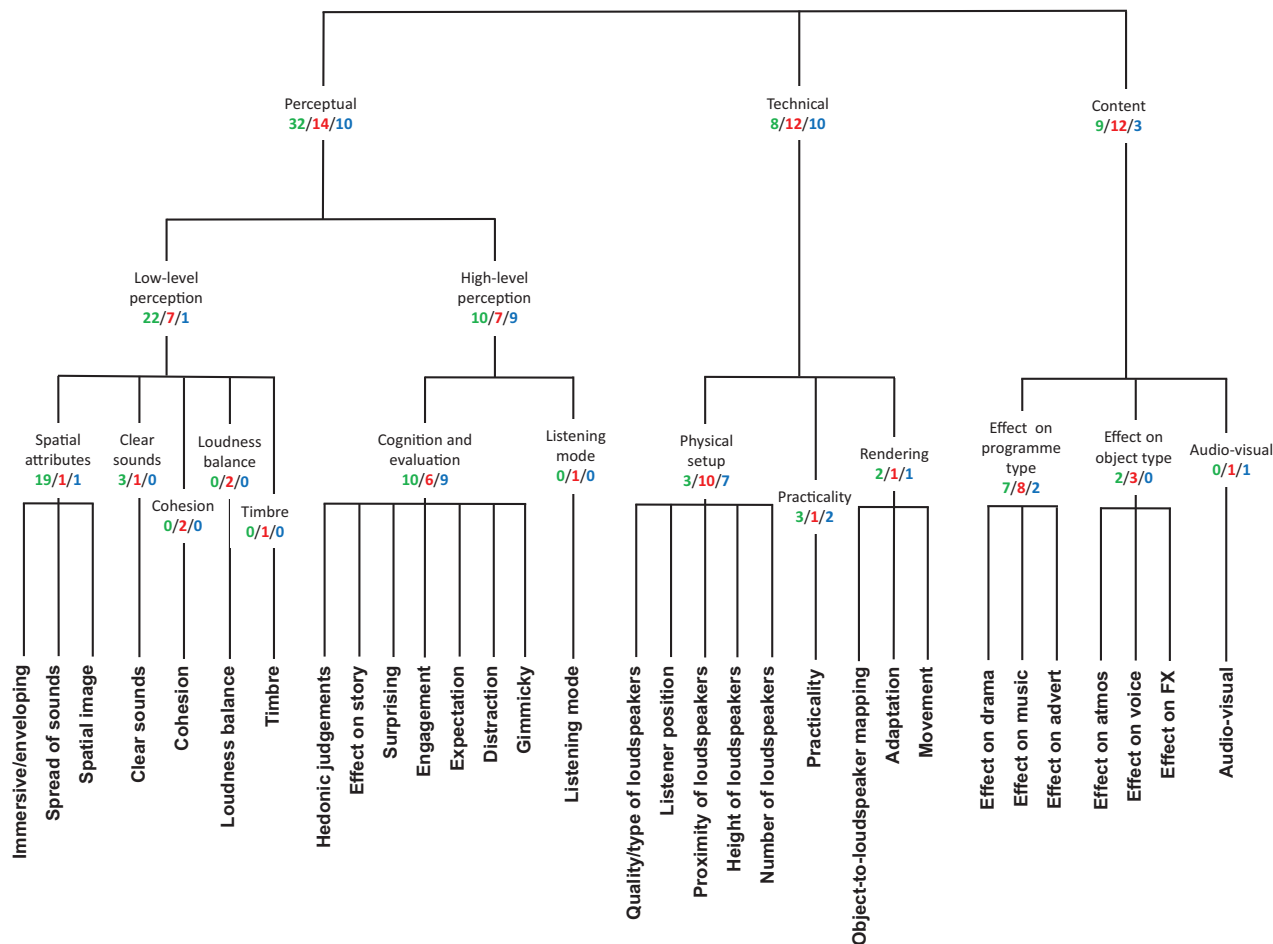 Perceptual
32/14/10
Technical
8/12/10
Content
9/12/3
Low-level
perception
22/7/1
High-level
perception
10/7/9
Spatial
attributes
19/1/1
Clear
sounds
3/1/0
Cohesion
0/2/0
Loudness
balance
0/2/0
Timbre
0/1/0
Cognition and
evaluation
10/6/9
Listening
mode
0/1/0
Physical
setup
3/10/7
Practicality
3/1/2
Rendering
2/1/1
Effect on
programme
type
7/8/2
Effect on
object type
2/3/0
Audio-visual
0/1/1
Immersive/enveloping
Spread of sounds
Spatial image
Clear sounds
Cohesion
Loudness balance
Timbre
Hedonic judgements
Effect on story
Surprising
Engagement
Expectation
Distraction
Gimmicky
Listening mode
Quality/type of loudspeakers
Listener position
Proximity of loudspeakers
Height of loudspeakers
Number of loudspeakers
Practicality
Object-to-loudspeaker mapping
Adaptation
Movement
Effect on drama
Effect on music
Effect on advert
Effect on atmos
Effect on voice
Effect on FX
Audio-visual